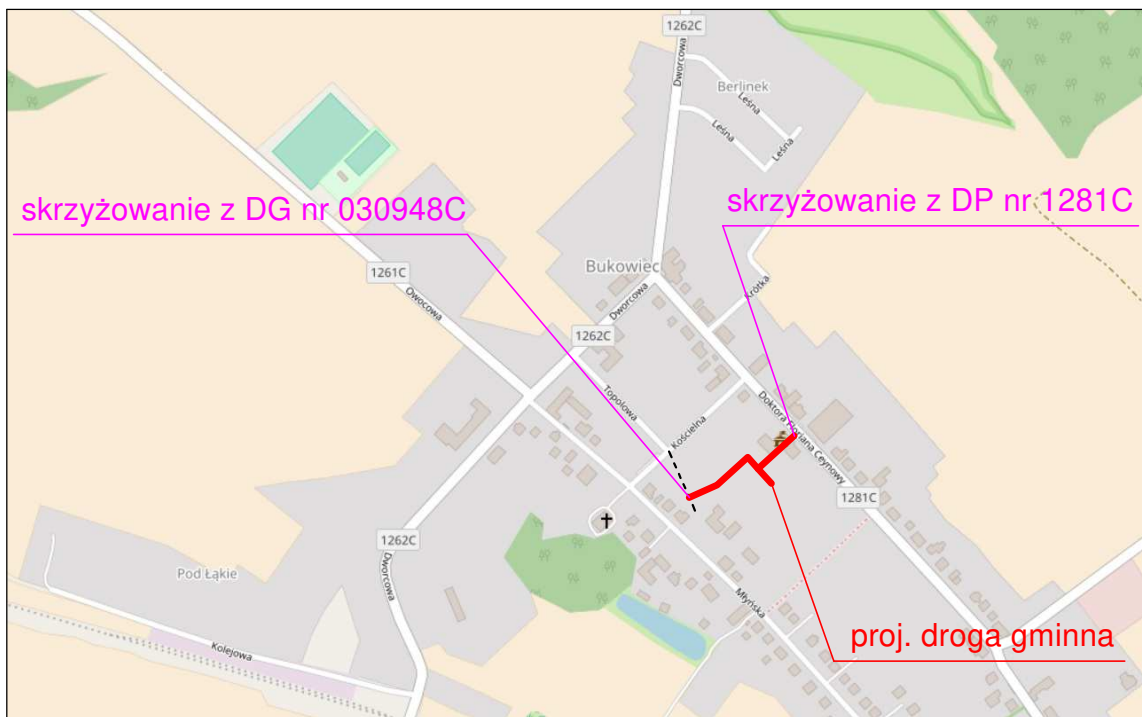 1262C
Dworcowa
Berlinek
Leśna
Leśna
Leśna
skrzyżowanie z DG nr 030948C
skrzyżowanie z DP nr 1281C
Bukowiec
1261C
Owocowa
Krótka
Dworcowa
1262C
Topolowa
Doktora Floriana Ceynowy
Kościelna
1281C
1262C
Dworcowa
Pod Łąkie
Młyńska
Kolejowa
proj. droga gminna